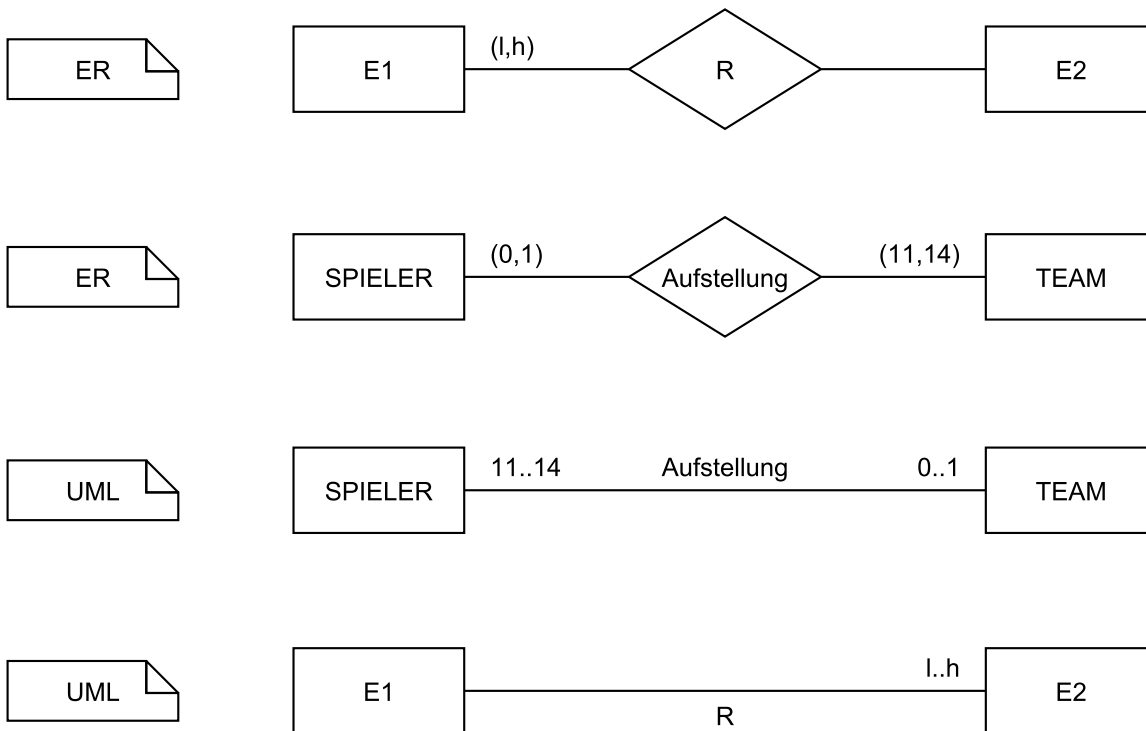 ER
E1
(l,h)
R
E2
ER
SPIELER
(0,1)
Aufstellung
(11,14)
TEAM
UML
SPIELER
11..14
Aufstellung
0..1
TEAM
UML
E1
l..h
R
E2